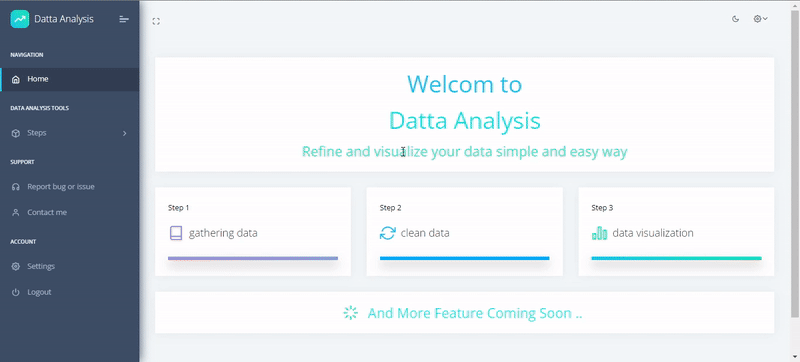 Datta Analysis
NAVIGATION
Home
DATA ANALYSIS TOOLS
Steps
SUPPORT
Report bug or issue
Contact me
ACCOUNT
Settings
Logout
Welcom to
Datta Analysis
Refine and visualize your data simple and easy way
Step 1
gathering data
Step 2
clean data
Step 3
data visualization
And More Feature Coming Soon ..